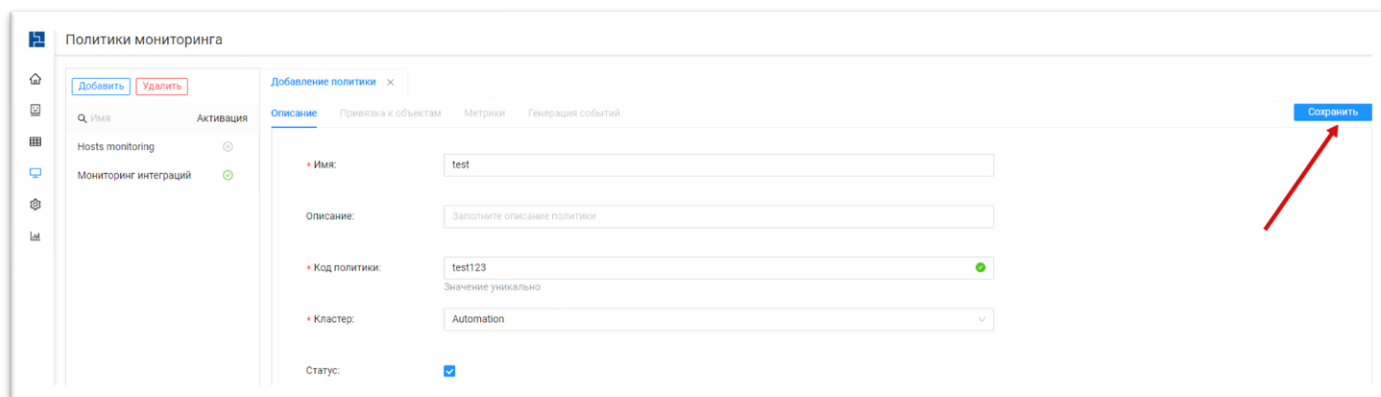 Политики мониторинга
Добавить Удалить
Добавление политики
Имя Активация
Описание Привязка к объектам Метрики Генерация событий
Сохранить
Hosts monitoring
Мониторинг интеграций
* Имя: test
Описание: Заполните описание политики
* Код политики: test123
Значение уникально
* Кластер: Automation
Статус: